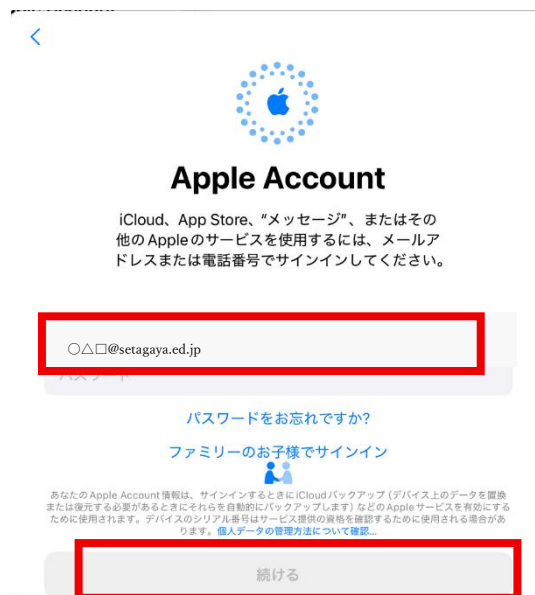 Apple Account
iCloud、App Store、“メッセージ”、またはその
他のAppleのサービスを使用するには、メールア
ドレスまたは電話番号でサインインしてください。
○△□@setagaya.ed.jp
パスワード
パスワードをお忘れですか?
ファミリーのお子様でサインイン
あなたのApple Account情報は、サインインするときにiCloudバックアップ (デバイス上のデータを置換
または復元する必要があるときにそれらを自動的にバックアップします) などのAppleサービスを有効にする
ために使用されます。デバイスのシリアル番号はサービス提供の資格を確認するために使用される場合があ
ります。個人データの管理方法について確認...
続ける